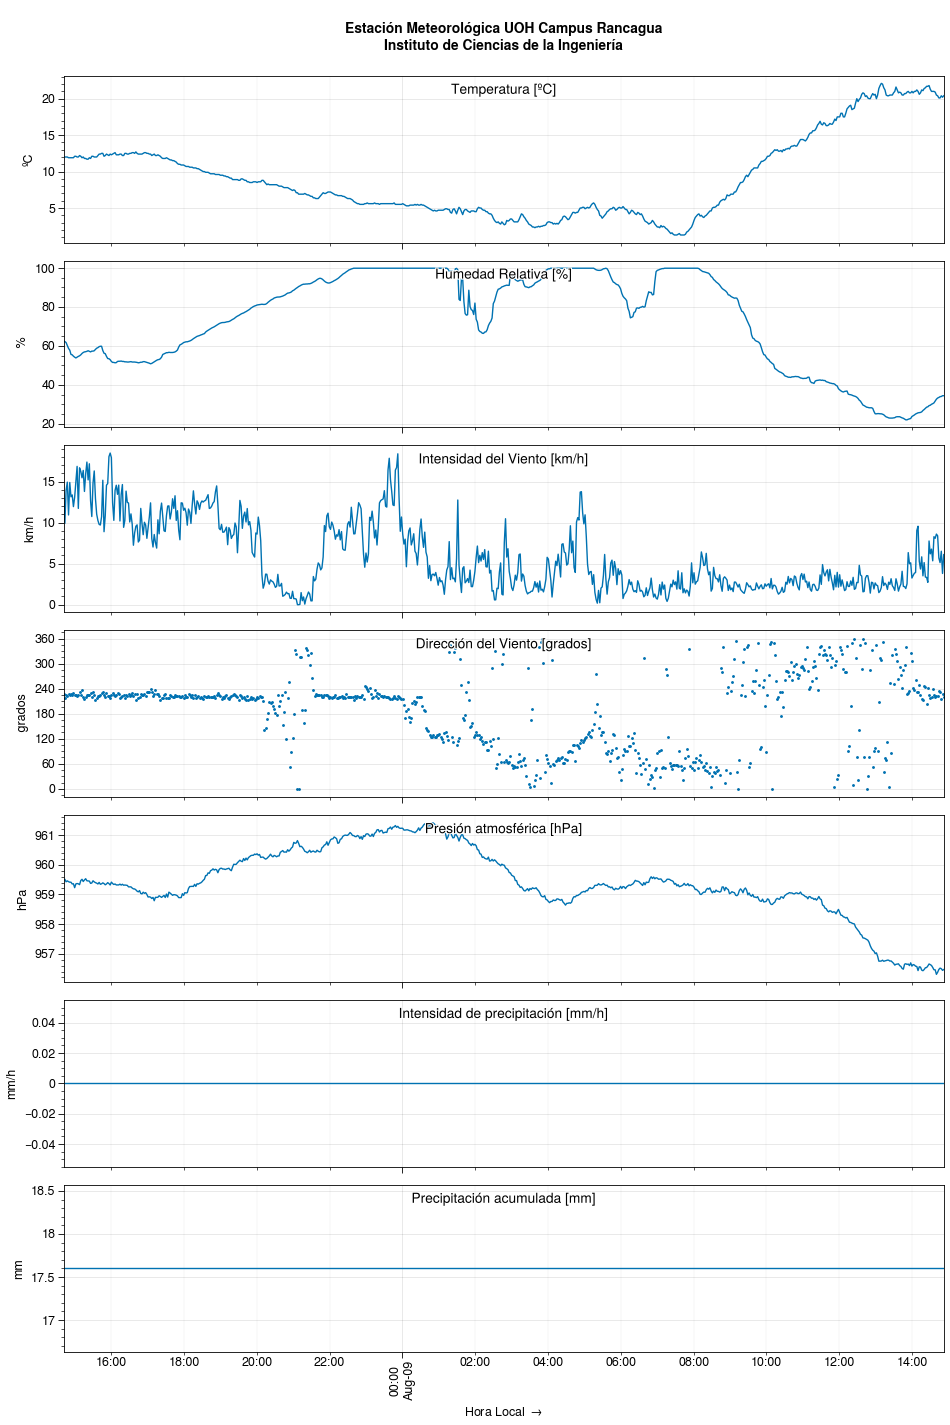 Estación Meteorológica UOH Campus Rancagua
Instituto de Ciencias de la Ingeniería
Temperatura [ºC]
20
15
10
5
ºC
Humedad Relativa [%]
100
80
60
40
20
%
Intensidad del Viento [km/h]
15
10
5
0
km/h
Dirección del Viento [grados]
360
300
240
180
120
60
0
grados
Presión atmosférica [hPa]
961
960
959
958
957
hPa
Intensidad de precipitación [mm/h]
0.04
0.02
0
−0.02
−0.04
mm/h
Precipitación acumulada [mm]
18.5
18
17.5
17
mm
16:00 18:00 20:00 22:00 00:00 02:00 04:00 06:00 08:00 10:00 12:00 14:00
Aug-09
Hora Local →